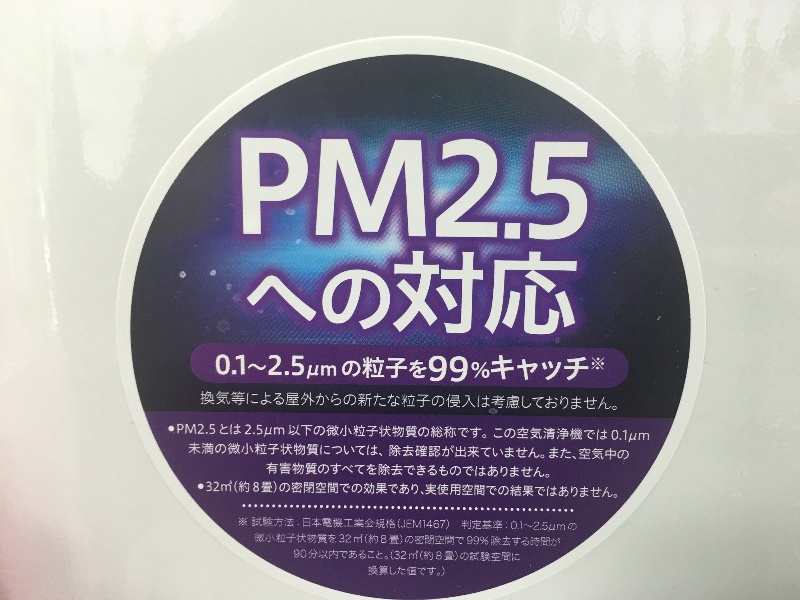 PM2.5
への対応
0.1～2.5μmの粒子を99%キャッチ※
換気等による屋外からの新たな粒子の侵入は考慮しておりません。
●PM2.5とは2.5μm以下の微小粒子状物質の総称です。この空気清浄機では0.1μm
未満の微小粒子状物質については、除去確認が出来ていません。また、空気中の
有害物質のすべてを除去できるものではありません。
●32㎥(約8畳)の密閉空間での効果であり、実使用空間での結果ではありません。
※ 試験方法：日本電機工業会規格(JEM1467)　判定基準：0.1～2.5μmの
微小粒子状物質を32㎥(約8畳)の密閉空間で99%除去する時間が
90分以内であること。(32㎥(約8畳)の試験空間に
換算した値です。)